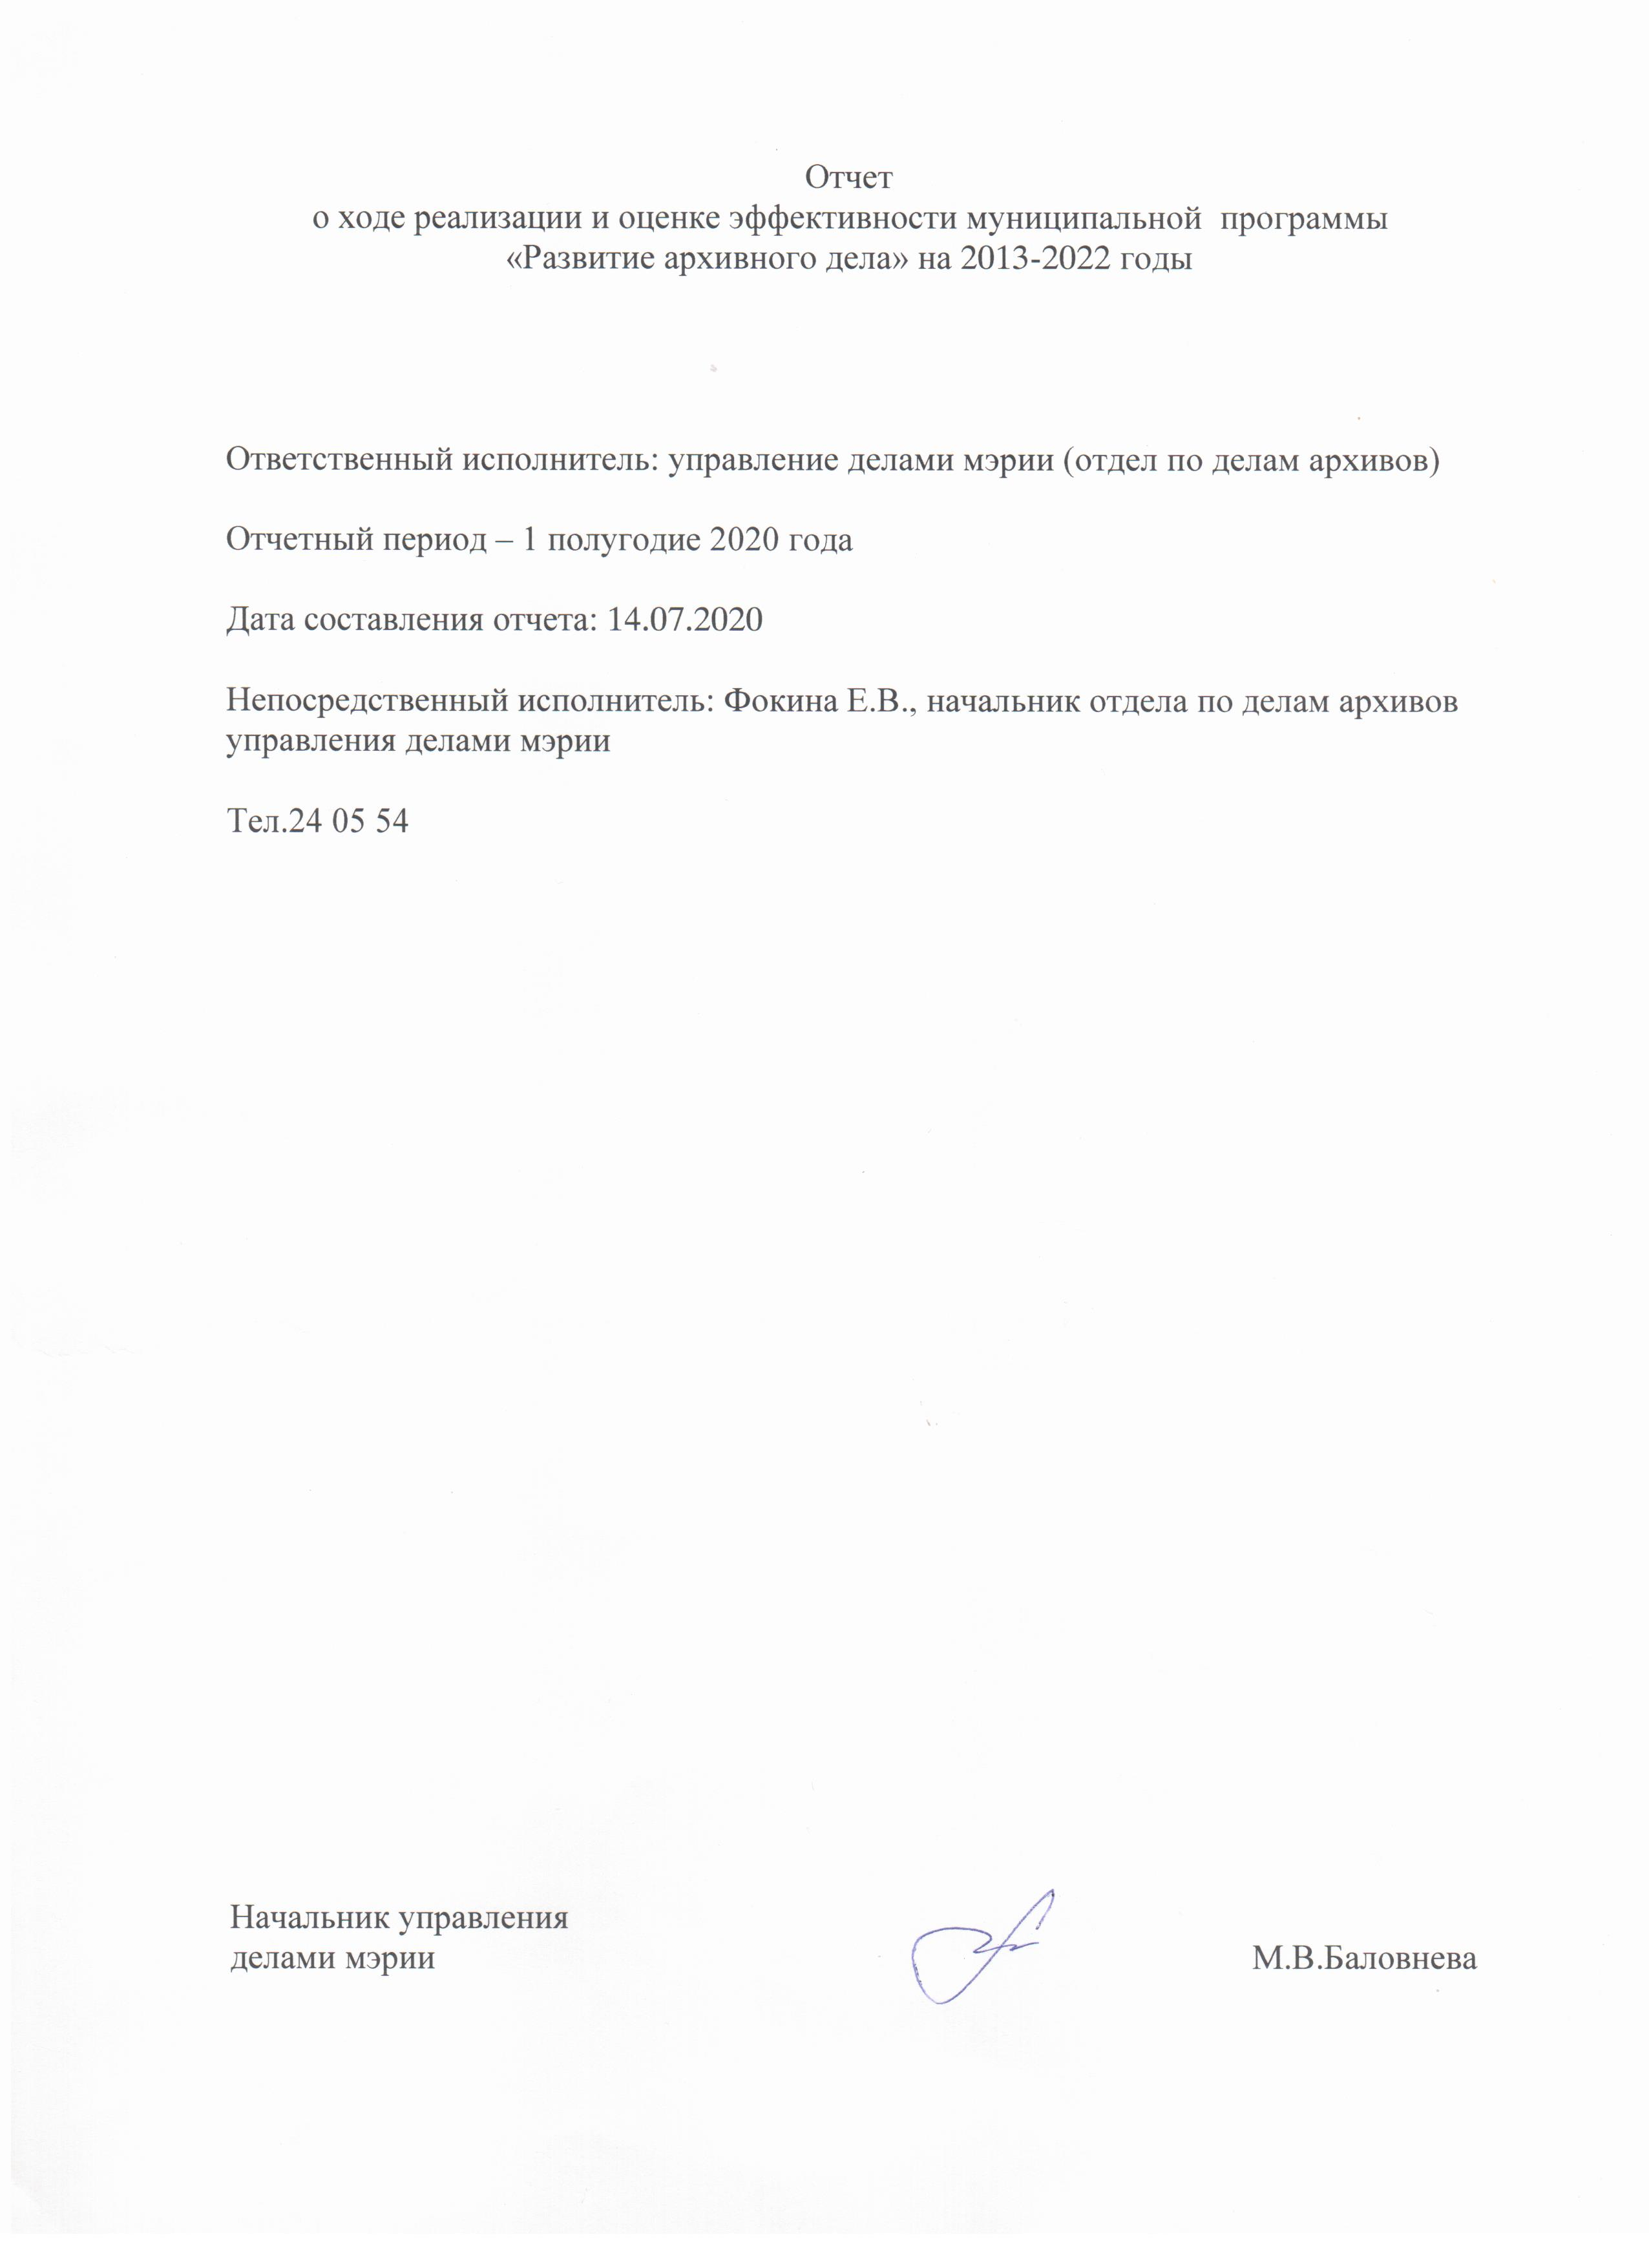 Отчет
о ходе реализации и оценке эффективности муниципальной программы
«Развитие архивного дела» на 2013-2022 годы
Ответственный исполнитель: управление делами мэрии (отдел по делам архивов)
Отчетный период – 1 полугодие 2020 года
Дата составления отчета: 14.07.2020
Непосредственный исполнитель: Фокина Е.В., начальник отдела по делам архивов
управления делами мэрии
Тел.24 05 54
Начальник управления
делами мэрии М.В.Баловнева